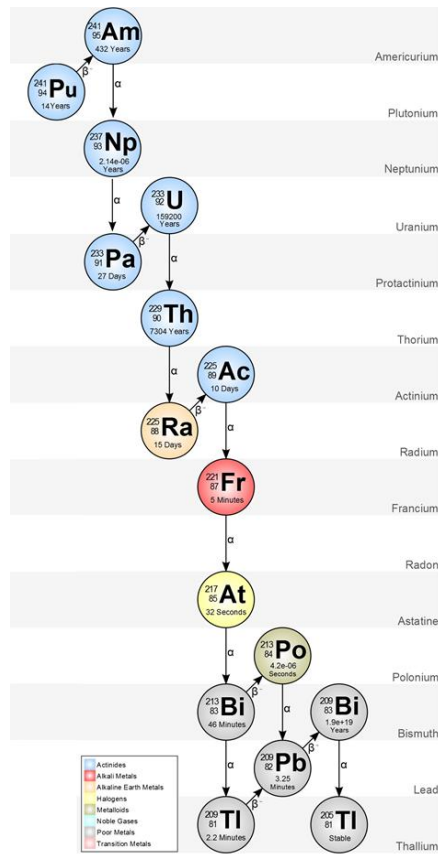 241
95
Am
432 Years
β⁻
Americurium
241
94
Pu
14Years
α
Plutonium
237
93
Np
2.14e-06
Years
Neptunium
α
233
92
U
159200
Years
Uranium
β⁻
233
91
Pa
27 Days
α
Protactinium
229
90
Th
7304 Years
Thorium
α
225
89
Ac
10 Days
Actinium
β⁻
225
88
Ra
15 Days
α
Radium
221
87
Fr
5 Minutes
Francium
α
Radon
217
85
At
32 Seconds
Astatine
α
213
84
Po
4.2e-06
Seconds
Polonium
β⁻
213
83
Bi
46 Minutes
α
209
83
Bi
1.9e+19
Years
Bismuth
α
β⁻
209
82
Pb
3.25
Minutes
α
Lead
β⁻
209
81
Tl
2.2 Minutes
205
81
Tl
Stable
Thallium
Actinides
Alkali Metals
Alkaline Earth Metals
Halogens
Metalloids
Noble Gases
Poor Metals
Transition Metals